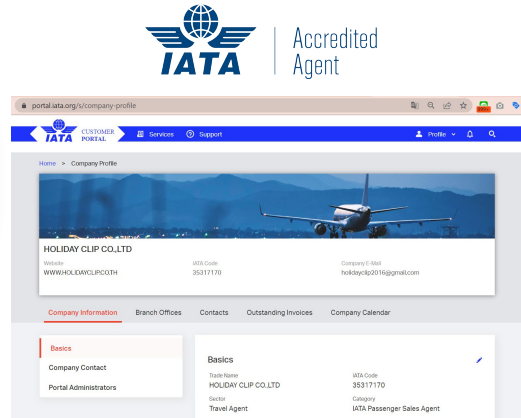 IATA
Accredited
Agent
portal.iata.org/s/company-profile
IATA CUSTOMER PORTAL Services Support Profile
Home > Company Profile
HOLIDAY CLIP CO.,LTD
Website IATA Code Company E-Mail
WWW.HOLIDAYCLIP.CO.TH 35317170 holidayclip2016@gmail.com
Company Information Branch Offices Contacts Outstanding Invoices Company Calendar
Basics
Company Contact
Portal Administrators
Basics
Trade Name IATA Code
HOLIDAY CLIP CO.,LTD 35317170
Sector Category
Travel Agent IATA Passenger Sales Agent